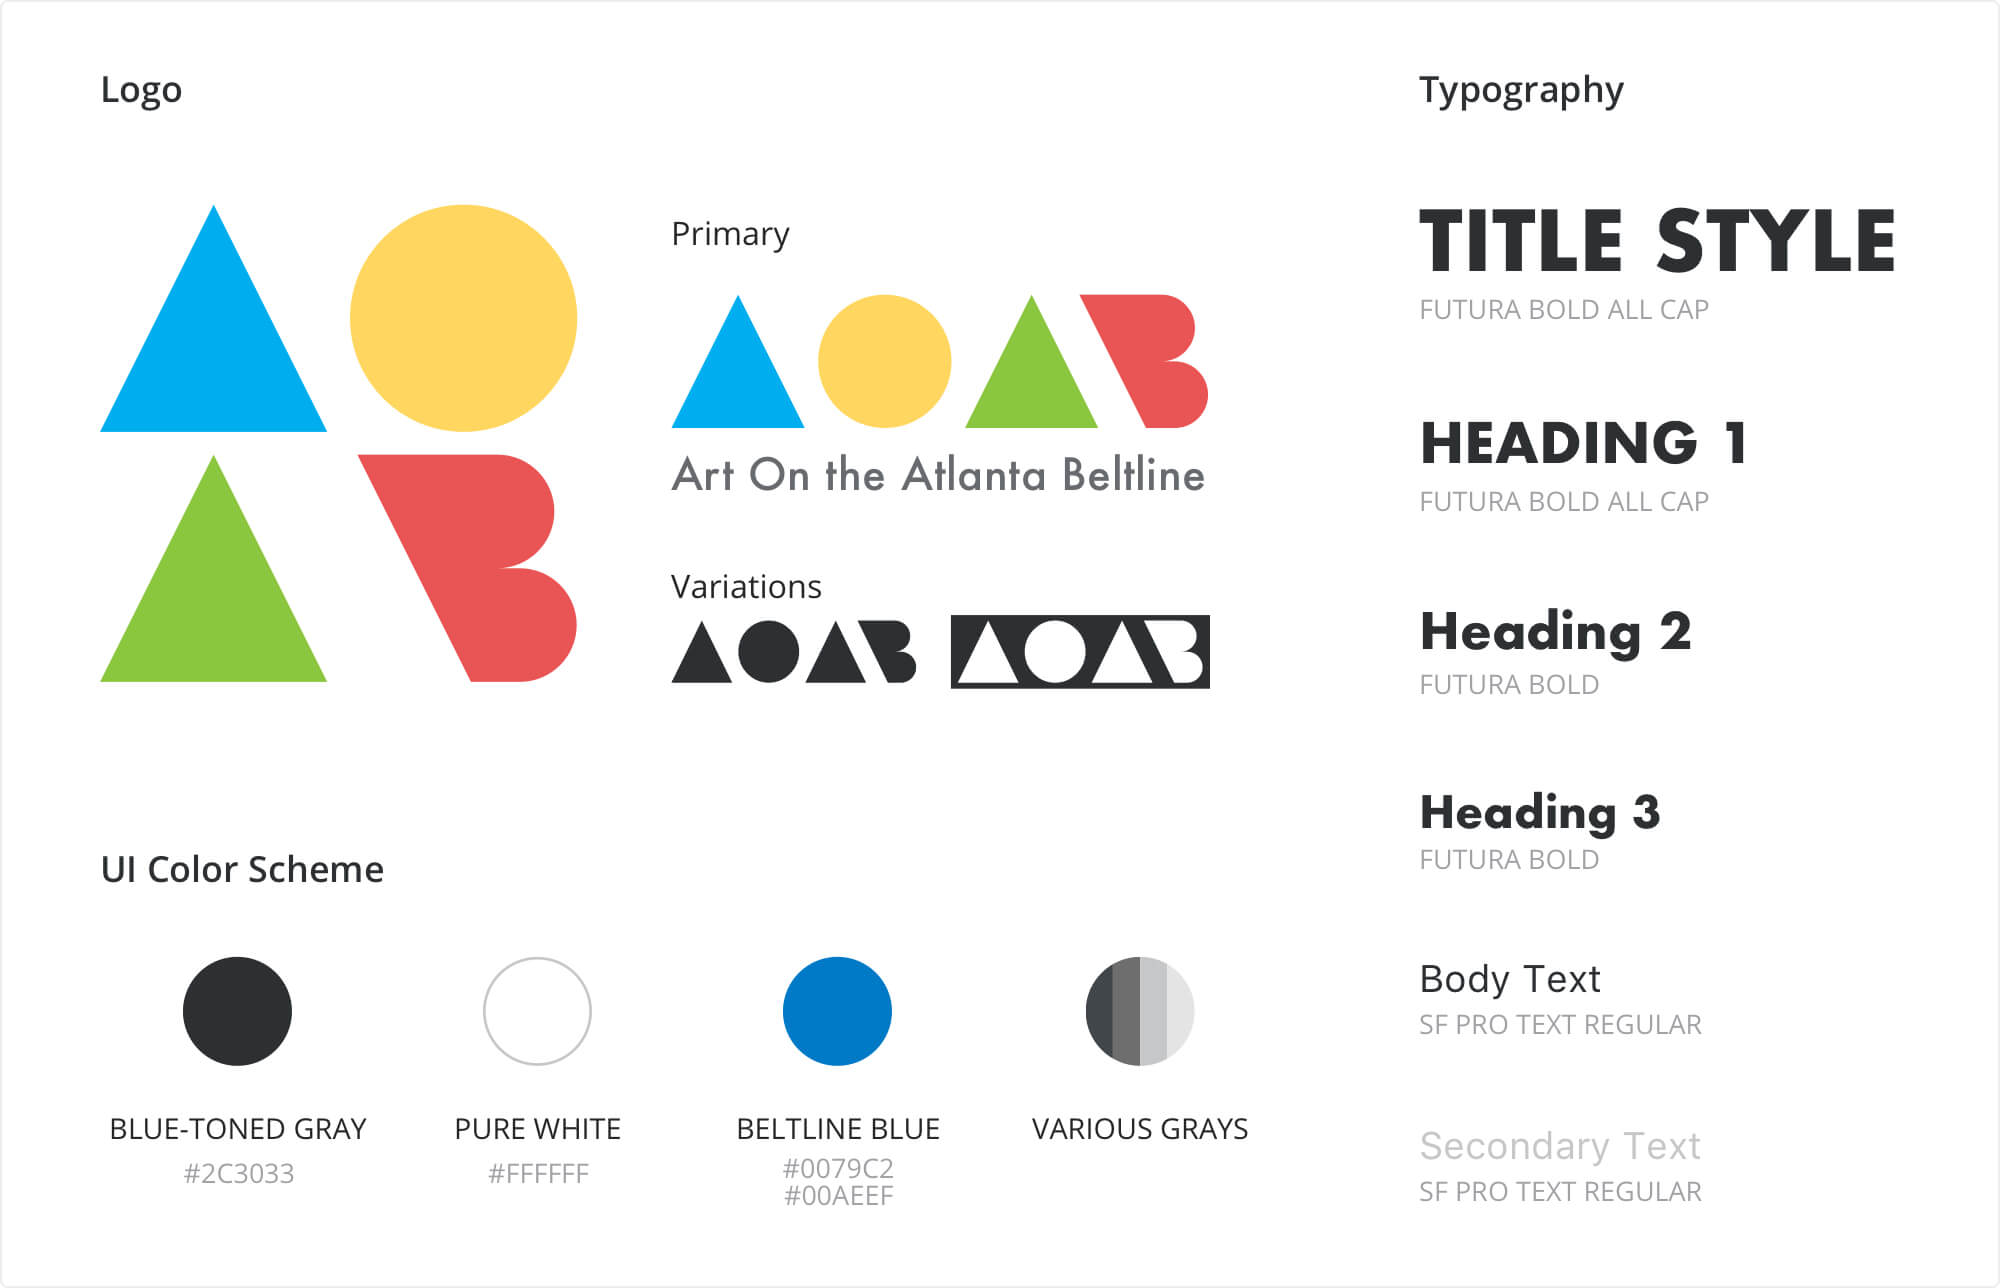 Logo
Primary
AOAB
Art On the Atlanta Beltline
Variations
AOAB AOAB
UI Color Scheme
BLUE-TONED GRAY
#2C3033
PURE WHITE
#FFFFFF
BELTLINE BLUE
#0079C2
#00AEEF
VARIOUS GRAYS
Typography
TITLE STYLE
FUTURA BOLD ALL CAP
HEADING 1
FUTURA BOLD ALL CAP
Heading 2
FUTURA BOLD
Heading 3
FUTURA BOLD
Body Text
SF PRO TEXT REGULAR
Secondary Text
SF PRO TEXT REGULAR